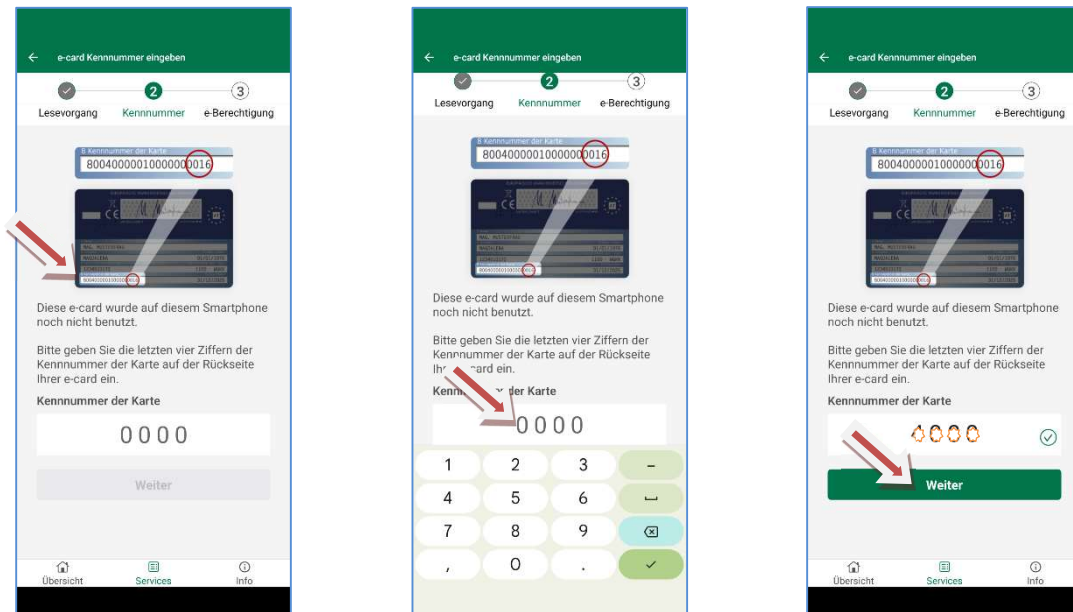 e-card Kennnummer eingeben
2
3
Lesevorgang Kennnummer e-Berechtigung
8 Kennnummer der Karte
80040000010000000016
Diese e-card wurde auf diesem Smartphone
noch nicht benutzt.
Bitte geben Sie die letzten vier Ziffern der
Kennnummer der Karte auf der Rückseite
Ihrer e-card ein.
Kennnummer der Karte
0000
Weiter
Übersicht Services Info
e-card Kennnummer eingeben
2
3
Lesevorgang Kennnummer e-Berechtigung
8 Kennnummer der Karte
80040000010000000016
Diese e-card wurde auf diesem Smartphone
noch nicht benutzt.
Bitte geben Sie die letzten vier Ziffern der
Kennnummer der Karte auf der Rückseite
ein.
der Karte
0000
1 2 3 -
4 5 6
7 8 9
, 0 .
e-card Kennnummer eingeben
2
3
Lesevorgang Kennnummer e-Berechtigung
8 Kennnummer der Karte
80040000010000000016
Diese e-card wurde auf diesem Smartphone
noch nicht benutzt.
Bitte geben Sie die letzten vier Ziffern der
Kennnummer der Karte auf der Rückseite
Ihrer e-card ein.
Kennnummer der Karte
Weiter
Übersicht Services Info